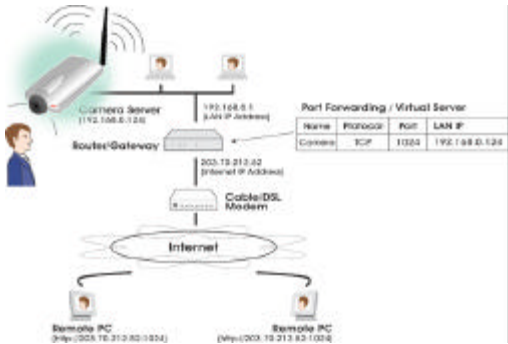 Camera Server
(192.168.0.124)
192.168.0.1
(LAN IP Address)
Router/Gateway
203.70.212.52
(Internet IP Address)
Cable/DSL
Modem
Internet
Remote PC
(http://203.70.212.52:1024)
Remote PC
(http://203.70.212.52:1024)
Port Forwarding / Virtual Server
Name Protocol Port LAN IP
Camera TCP 1024 192.168.0.124